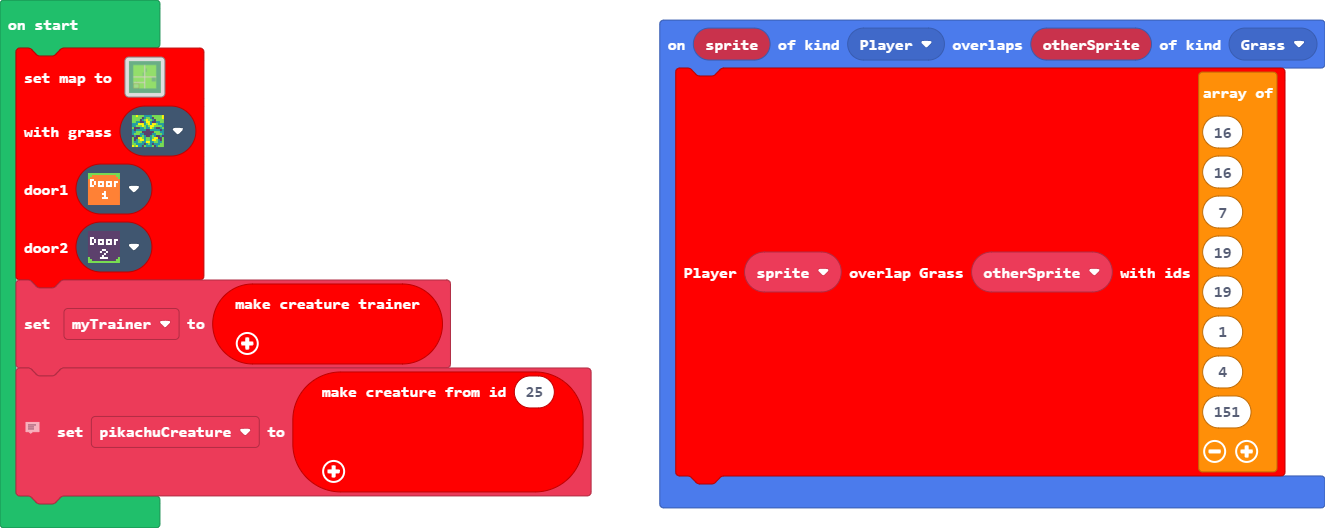 on start
set map to
with grass
door1 Door 1
door2 Door 2
set myTrainer to make creature trainer
set pikachuCreature to make creature from id 25
on sprite of kind Player overlaps otherSprite of kind Grass
Player sprite overlap Grass otherSprite with ids
array of
16
16
7
19
19
1
4
151